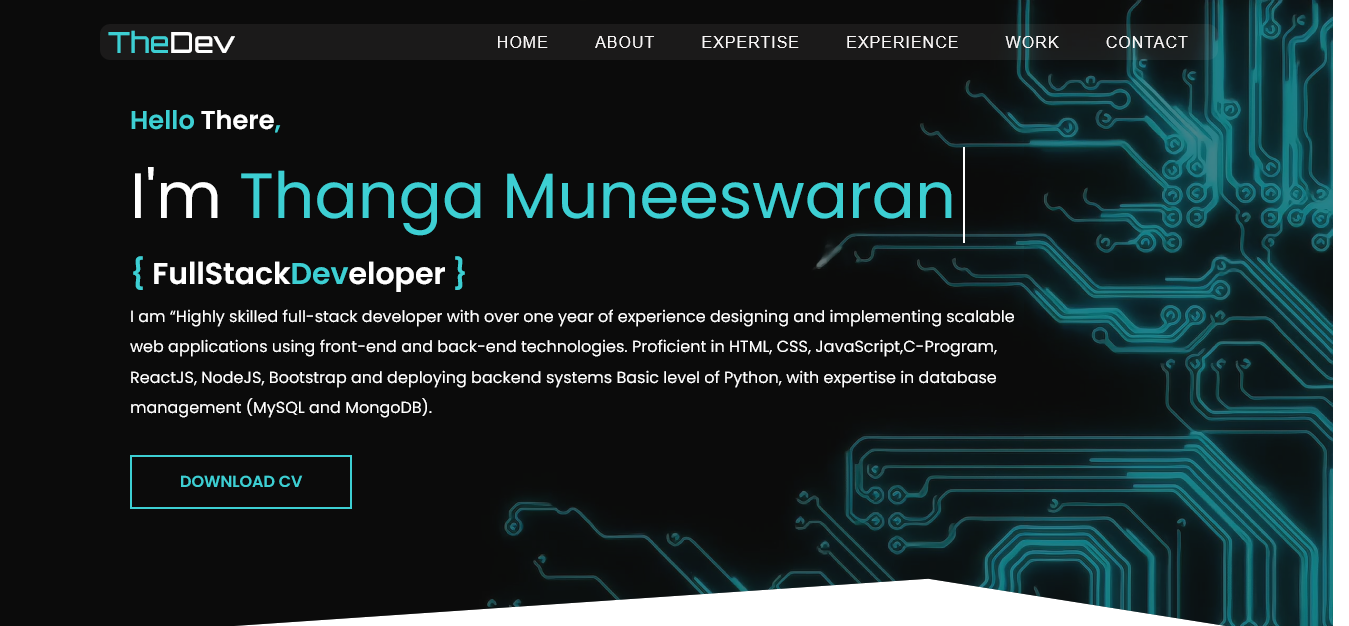 TheDev
HOME ABOUT EXPERTISE EXPERIENCE WORK CONTACT
Hello There,
I'm Thanga Muneeswaran
{ FullStackDeveloper }
I am “Highly skilled full-stack developer with over one year of experience designing and implementing scalable
web applications using front-end and back-end technologies. Proficient in HTML, CSS, JavaScript,C-Program,
ReactJS, NodeJS, Bootstrap and deploying backend systems Basic level of Python, with expertise in database
management (MySQL and MongoDB).
DOWNLOAD CV